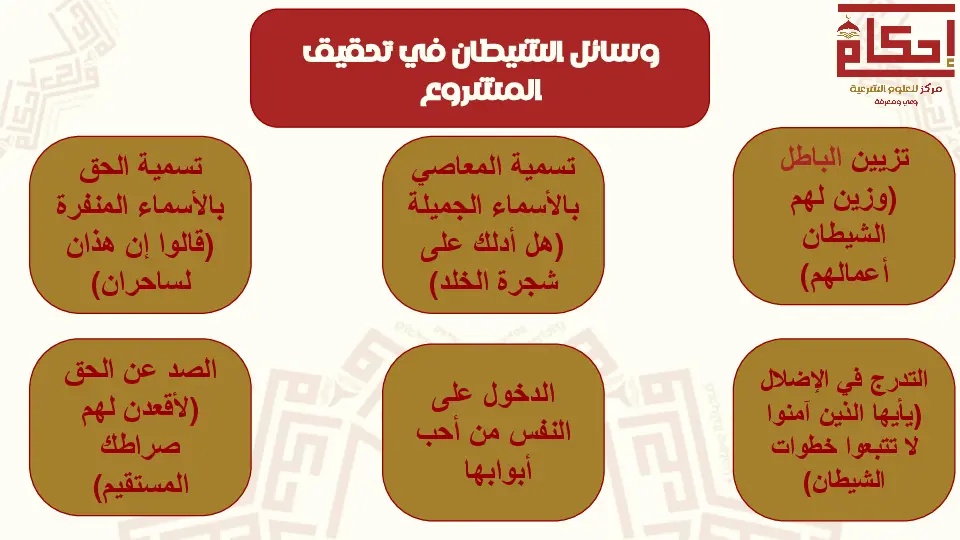 وسائل الشيطان في تحقيق
المشروع
إحكام
مركز للعلوم الشرعية
وعي ومعرفة
تزيين الباطل
(وزين لهم
الشيطان
أعمالهم)
تسمية المعاصي
بالأسماء الجميلة
(هل أدلك على
شجرة الخلد)
تسمية الحق
بالأسماء المنفرة
(قالوا إن هذان
لساحران)
التدرج في الإضلال
(يأيها الذين آمنوا
لا تتبعوا خطوات
الشيطان)
الدخول على
النفس من أحب
أبوابها
الصد عن الحق
(لأقعدن لهم
صراطك
المستقيم)